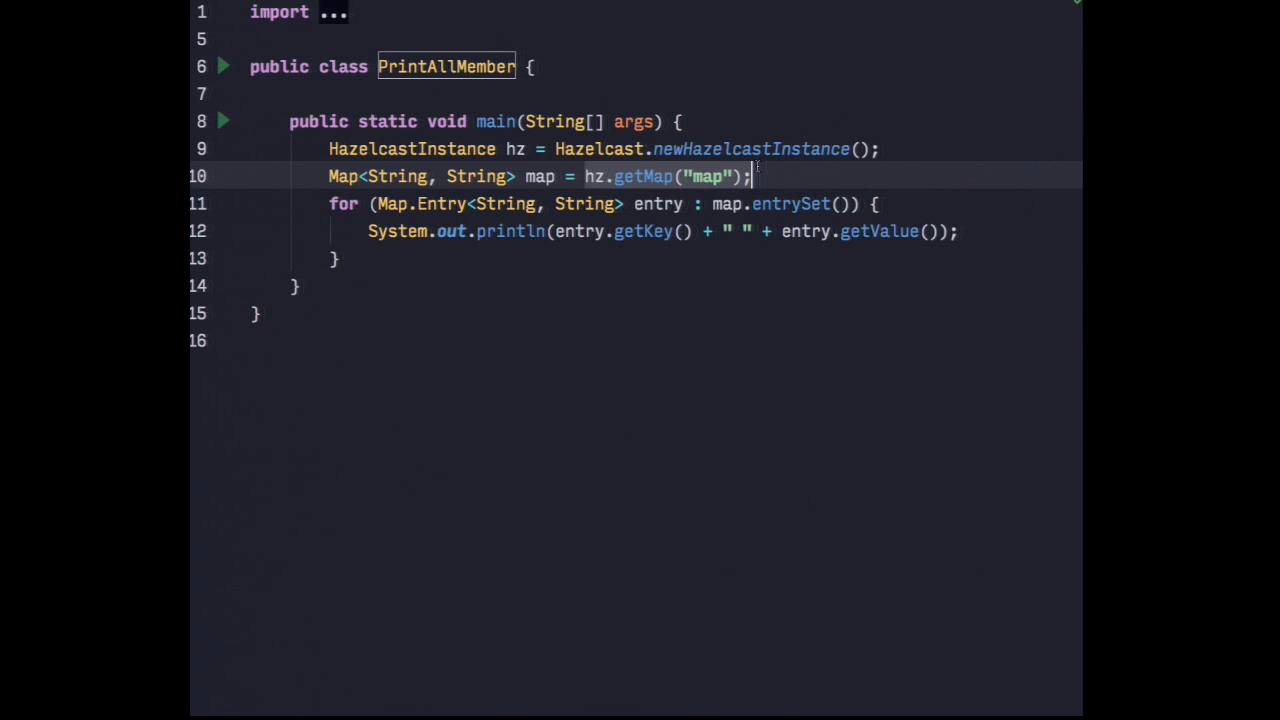 1 import ...
5
6 public class PrintAllMember {
7
8 public static void main(String[] args) {
9 HazelcastInstance hz = Hazelcast.newHazelcastInstance();
10 Map<String, String> map = hz.getMap("map");
11 for (Map.Entry<String, String> entry : map.entrySet()) {
12 System.out.println(entry.getKey() + " " + entry.getValue());
13 }
14 }
15 }
16